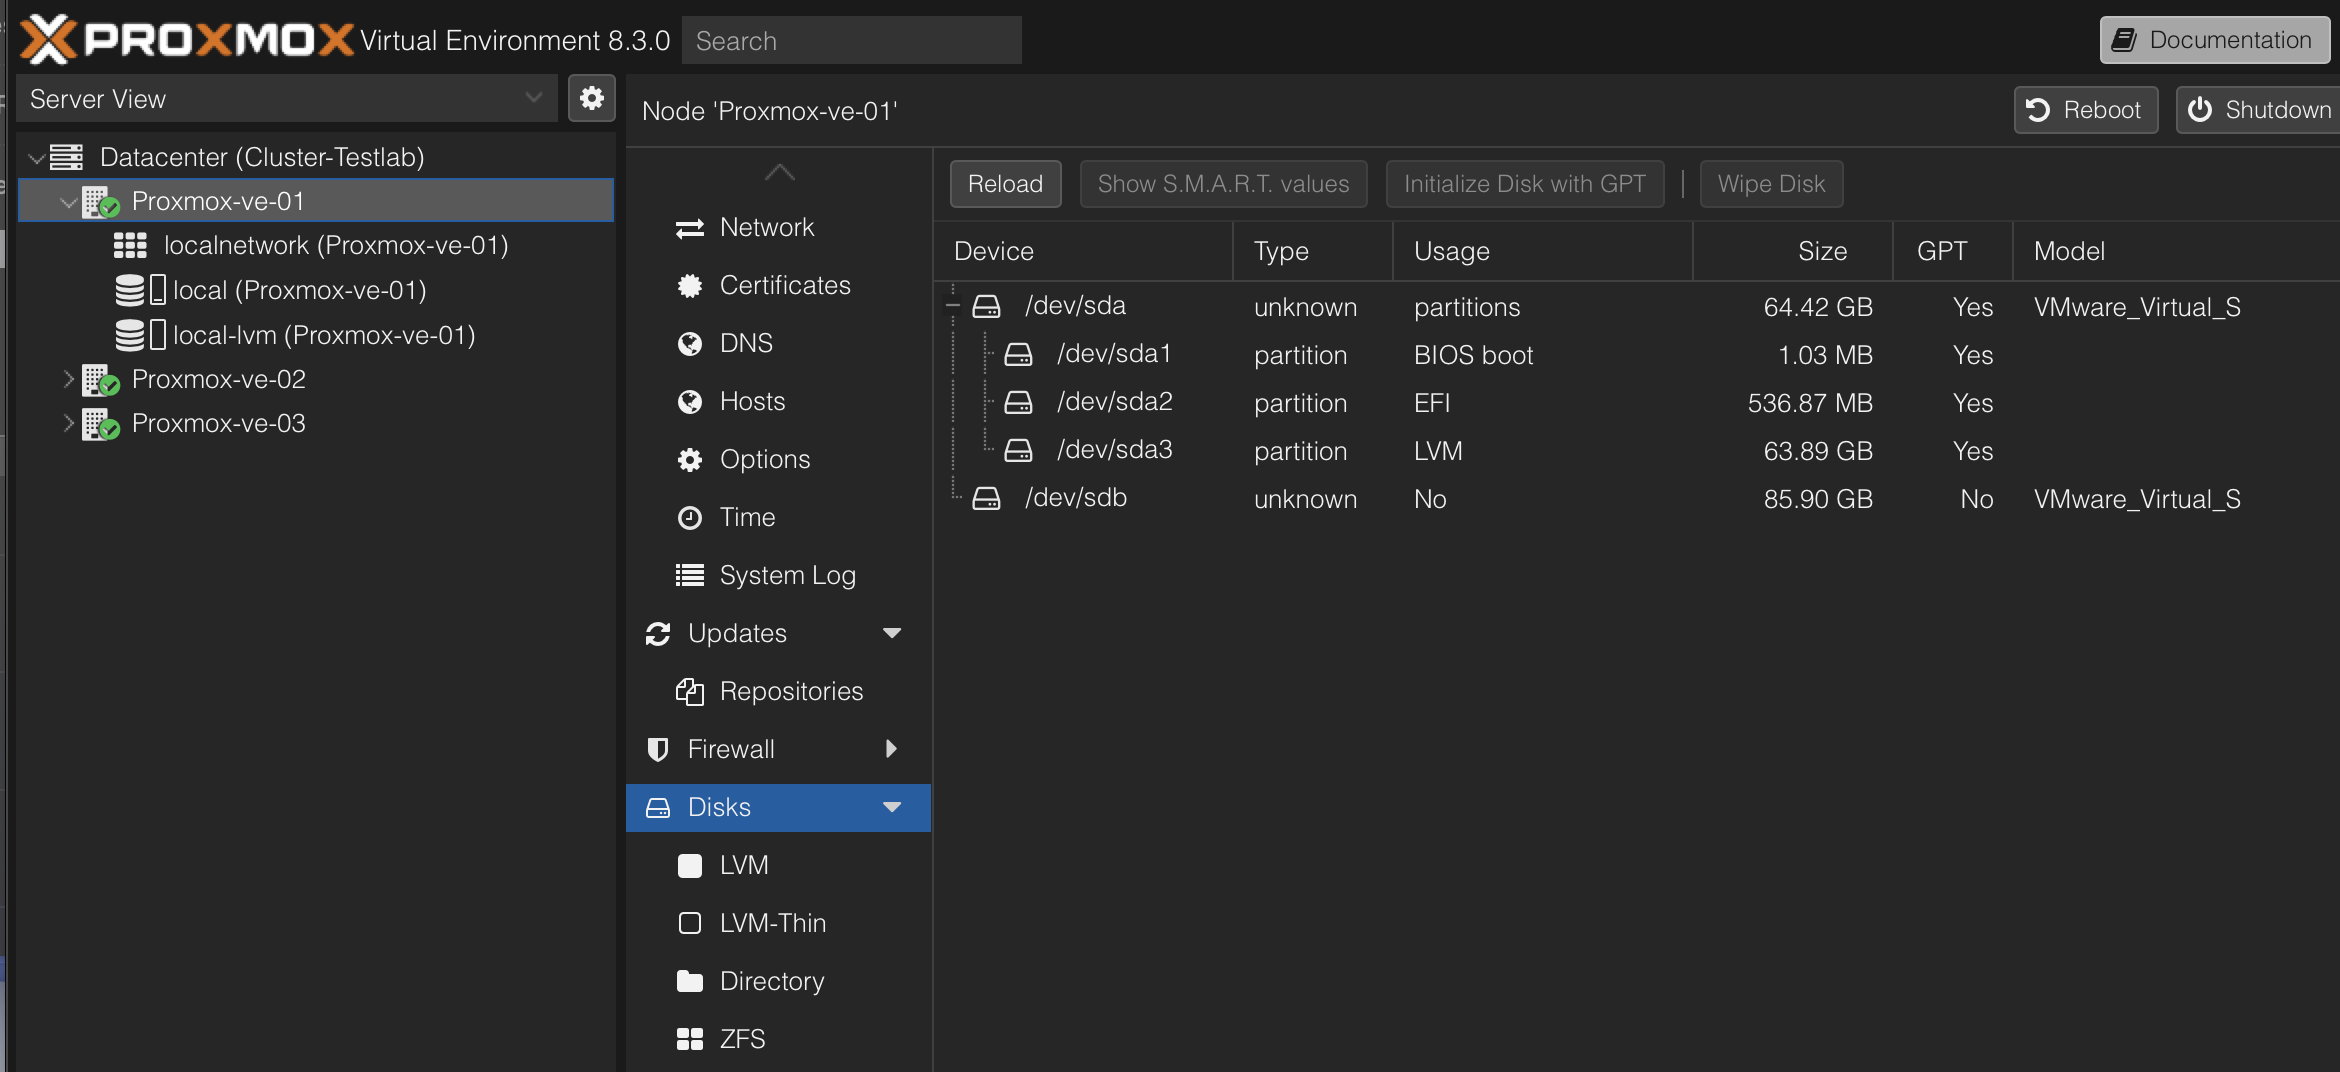 PROXMOX Virtual Environment 8.3.0 Search Documentation
Server View
Node 'Proxmox-ve-01' Reboot Shutdown
Datacenter (Cluster-Testlab)
Proxmox-ve-01
localnetwork (Proxmox-ve-01)
local (Proxmox-ve-01)
local-lvm (Proxmox-ve-01)
Proxmox-ve-02
Proxmox-ve-03
Network
Certificates
DNS
Hosts
Options
Time
System Log
Updates
Repositories
Firewall
Disks
LVM
LVM-Thin
Directory
ZFS
Reload Show S.M.A.R.T. values Initialize Disk with GPT | Wipe Disk
Device Type Usage Size GPT Model
/dev/sda unknown partitions 64.42 GB Yes VMware_Virtual_S
/dev/sda1 partition BIOS boot 1.03 MB Yes
/dev/sda2 partition EFI 536.87 MB Yes
/dev/sda3 partition LVM 63.89 GB Yes
/dev/sdb unknown No 85.90 GB No VMware_Virtual_S